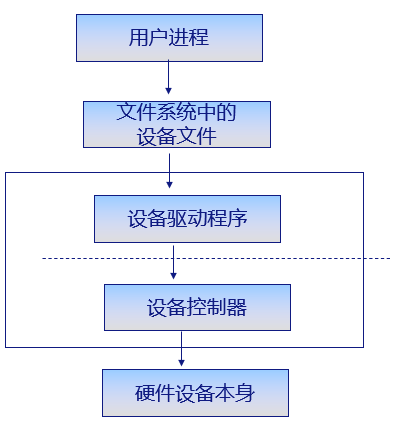 用户进程
文件系统中的
设备文件
设备驱动程序
设备控制器
硬件设备本身